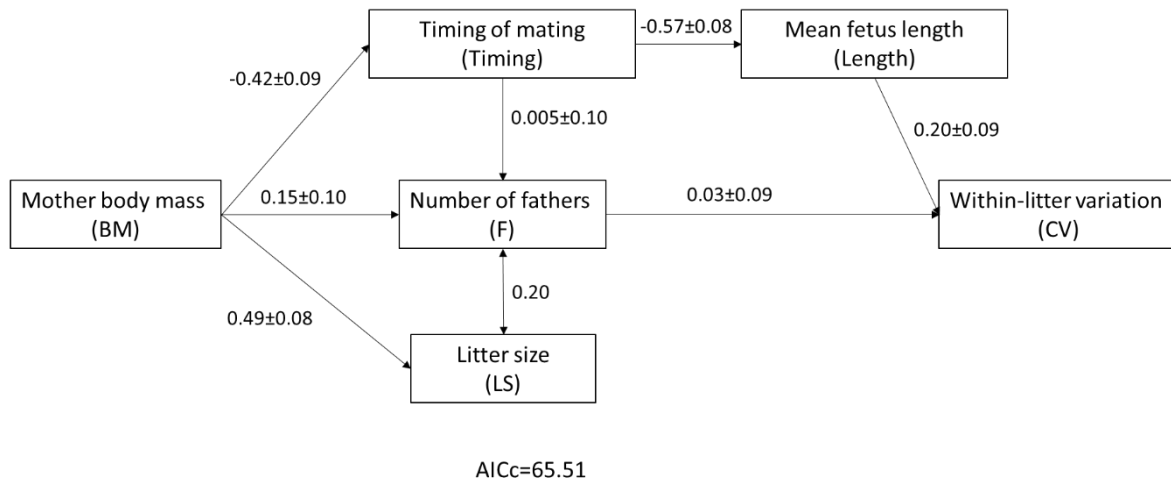 Timing of mating
(Timing)
-0.57±0.08
Mean fetus length
(Length)
-0.42±0.09
0.005±0.10
0.20±0.09
Mother body mass
(BM)
0.15±0.10
Number of fathers
(F)
0.03±0.09
Within-litter variation
(CV)
0.49±0.08
0.20
Litter size
(LS)
AICc=65.51